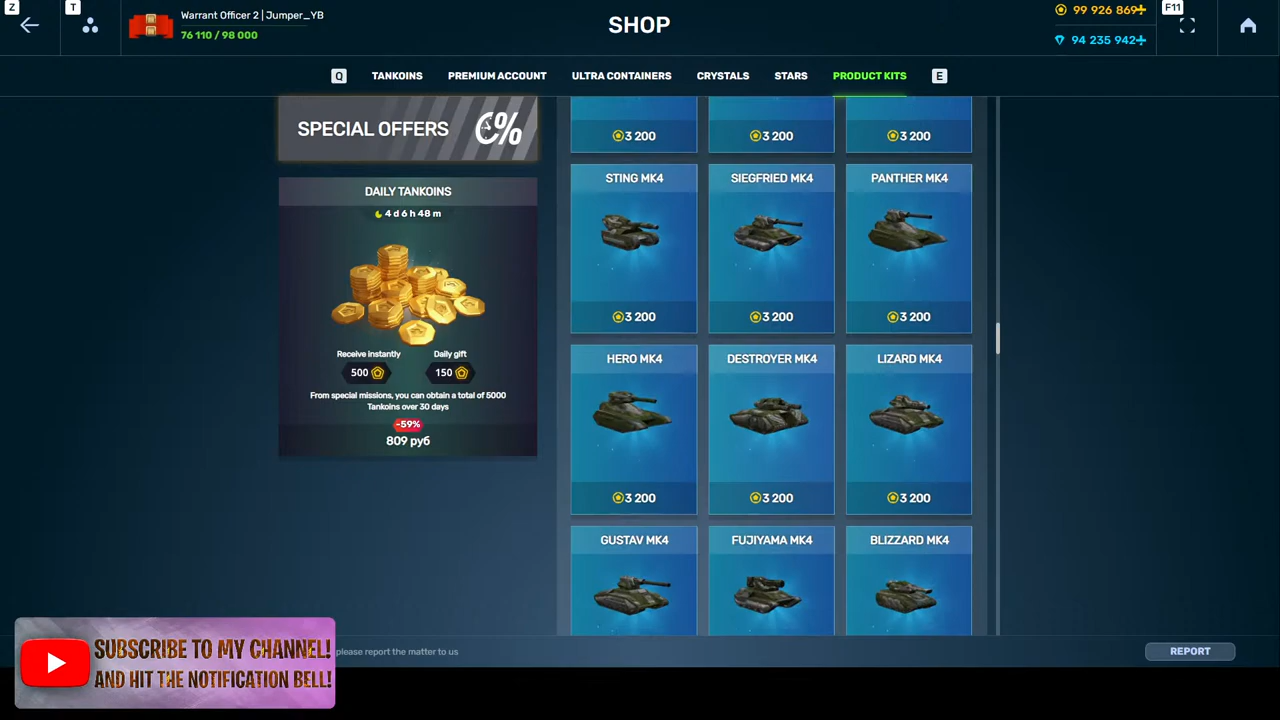 Z
T
Warrant Officer 2 | Jumper_YB
76 110 / 98 000
SHOP
99 926 869+
94 235 942+
F11
Q
TANKOINS
PREMIUM ACCOUNT
ULTRA CONTAINERS
CRYSTALS
STARS
PRODUCT KITS
E
SPECIAL OFFERS
%
DAILY TANKOINS
4 d 6 h 48 m
Receive instantly
Daily gift
500
150
From special missions, you can obtain a total of 5000
Tankoins over 30 days
-59%
809 руб
3 200
3 200
3 200
STING MK4
SIEGFRIED MK4
PANTHER MK4
3 200
3 200
3 200
HERO MK4
DESTROYER MK4
LIZARD MK4
3 200
3 200
3 200
GUSTAV MK4
FUJIYAMA MK4
BLIZZARD MK4
please report the matter to us
REPORT
SUBSCRIBE TO MY CHANNEL!
AND HIT THE NOTIFICATION BELL!